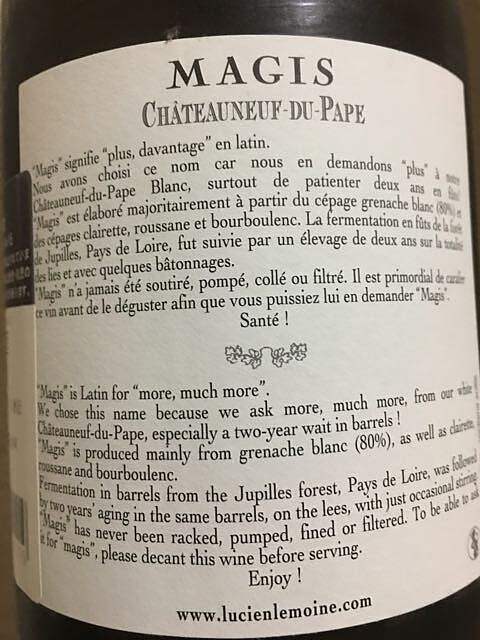 MAGIS
CHÂTEAUNEUF-DU-PAPE
"Magis" signifie "plus, davantage" en latin.
Nous avons choisi ce nom car nous en demandons "plus" à notre
Châteauneuf-du-Pape Blanc, surtout de patienter deux ans en fûts!
"Magis" est élaboré majoritairement à partir du cépage grenache blanc (80%) et
des cépages clairette, roussane et bourboulenc. La fermentation en fûts de la forêt
de Jupilles, Pays de Loire, fut suivie par un élevage de deux ans sur la totalité
des lies et avec quelques bâtonnages.
"Magis" n'a jamais été soutiré, pompé, collé ou filtré. Il est primordial de carafer
ce vin avant de le déguster afin que vous puissiez lui en demander "Magis".
Santé !
"Magis" is Latin for "more, much more".
We chose this name because we ask more, much more, from our white
Châteauneuf-du-Pape, especially a two-year wait in barrels !
"Magis" is produced mainly from grenache blanc (80%), as well as clairette,
roussane and bourboulenc.
Fermentation in barrels from the Jupilles forest, Pays de Loire, was followed
by two years' aging in the same barrels, on the lees, with just occasional stirring.
"Magis" has never been racked, pumped, fined or filtered. To be able to ask
it for "magis", please decant this wine before serving.
Enjoy !
www.lucienlemoine.com